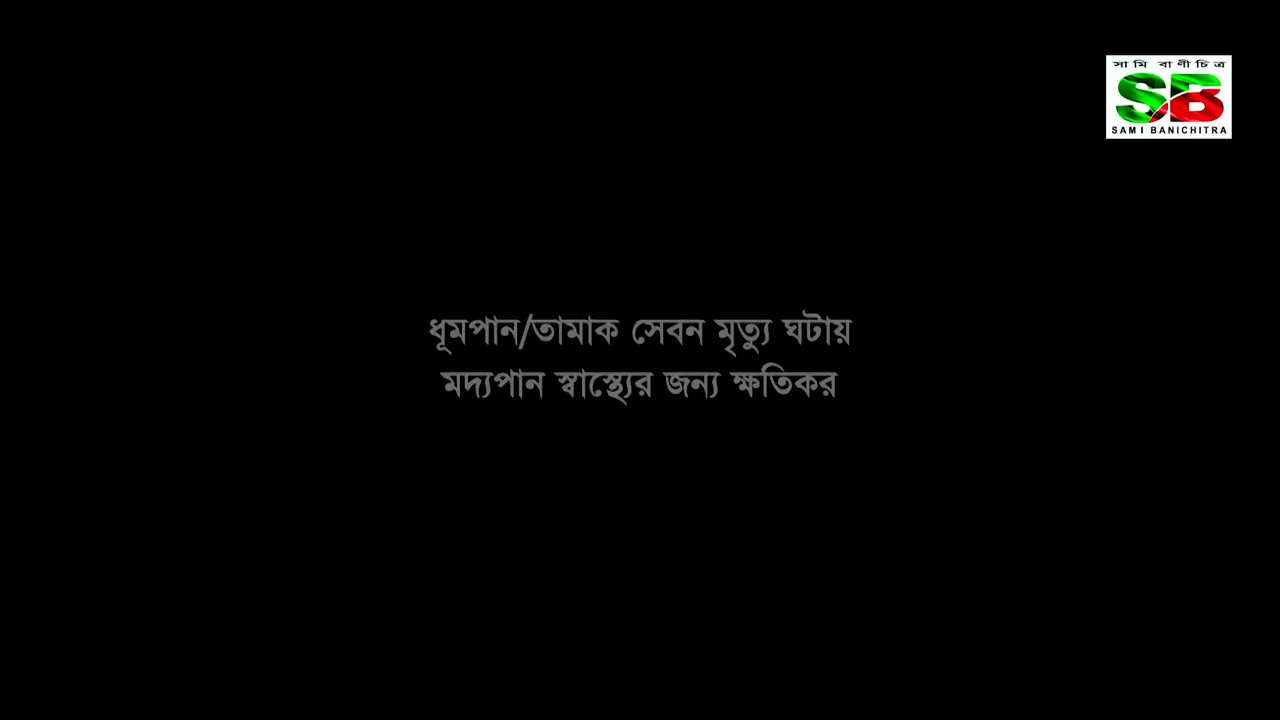 সামি বাণীচিত্র
SB
SAMI BANICHITRA
ধূমপান/তামাক সেবন মৃত্যু ঘটায়
মদ্যপান স্বাস্থ্যের জন্য ক্ষতিকর